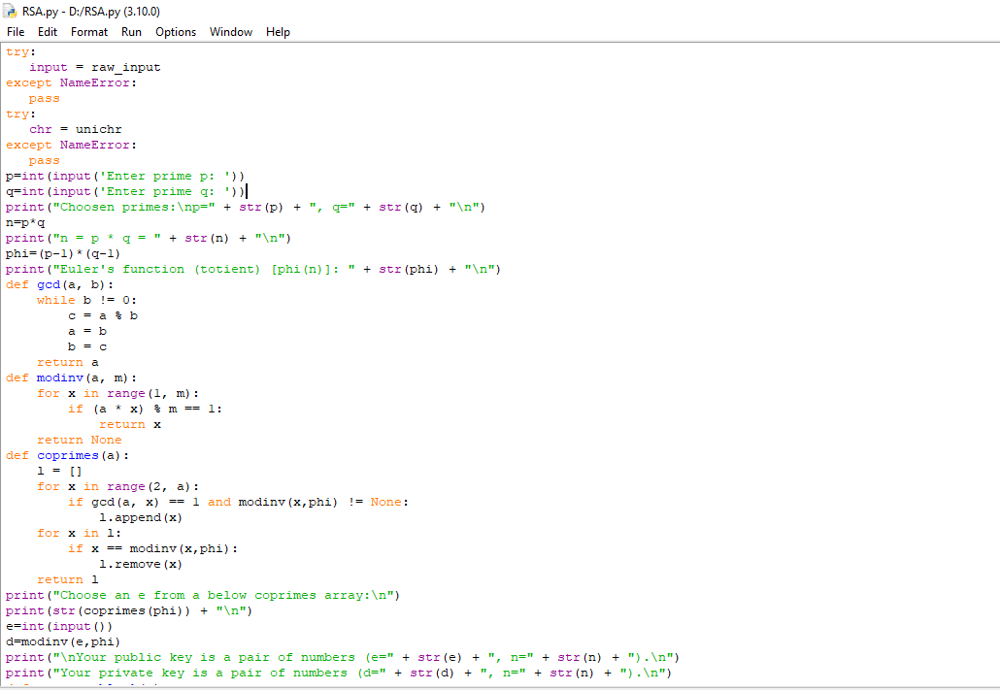 RSA.py - D:/RSA.py (3.10.0)
File Edit Format Run Options Window Help
try:
   input = raw_input
except NameError:
   pass
try:
   chr = unichr
except NameError:
   pass
p=int(input('Enter prime p: '))
q=int(input('Enter prime q: '))
print("Choosen primes:\np=" + str(p) + ", q=" + str(q) + "\n")
n=p*q
print("n = p * q = " + str(n) + "\n")
phi=(p-1)*(q-1)
print("Euler's function (totient) [phi(n)]: " + str(phi) + "\n")
def gcd(a, b):
    while b != 0:
        c = a % b
        a = b
        b = c
    return a
def modinv(a, m):
    for x in range(1, m):
        if (a * x) % m == 1:
            return x
    return None
def coprimes(a):
    l = []
    for x in range(2, a):
        if gcd(a, x) == 1 and modinv(x,phi) != None:
            l.append(x)
    for x in l:
        if x == modinv(x,phi):
            l.remove(x)
    return l
print("Choose an e from a below coprimes array:\n")
print(str(coprimes(phi)) + "\n")
e=int(input())
d=modinv(e,phi)
print("\nYour public key is a pair of numbers (e=" + str(e) + ", n=" + str(n) + ").\n")
print("Your private key is a pair of numbers (d=" + str(d) + ", n=" + str(n) + ").\n")